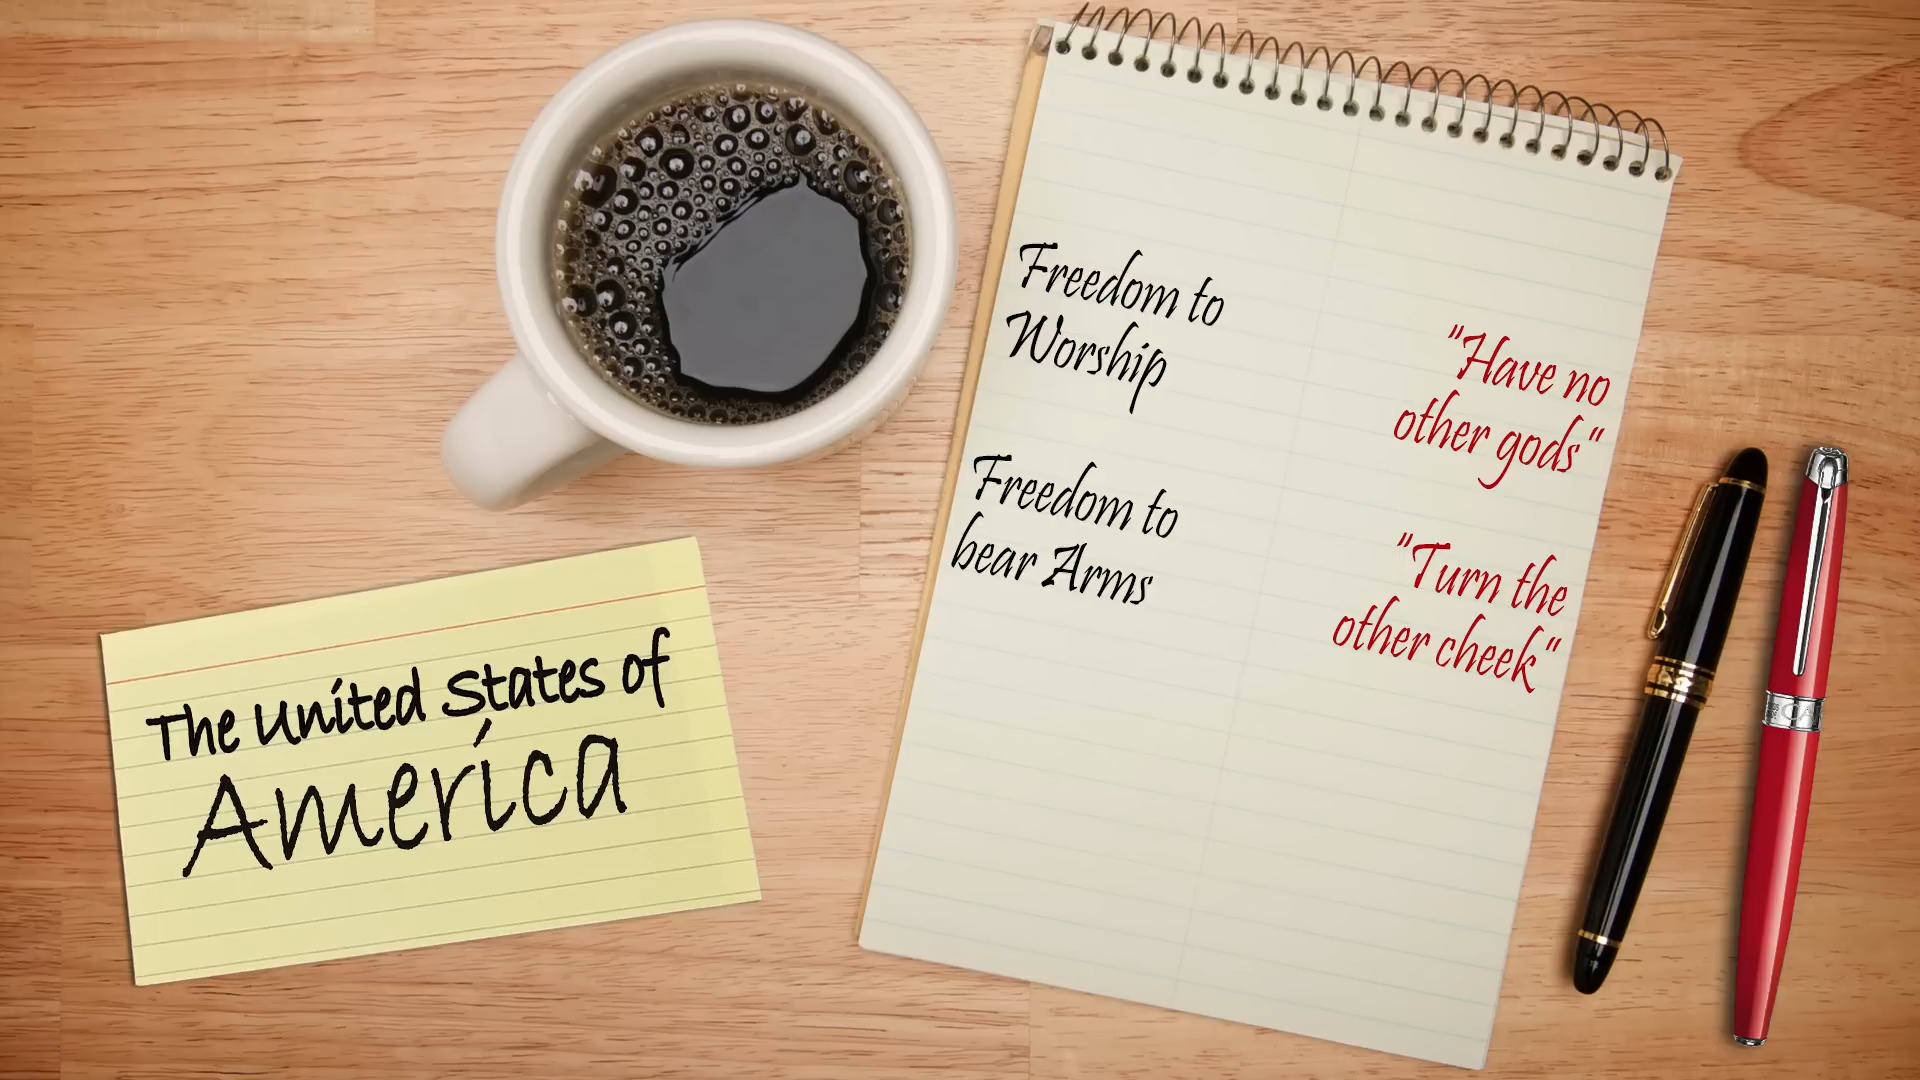 The United States of
America
Freedom to
Worship
"Have no
other gods"
Freedom to
bear Arms
"Turn the
other cheek"